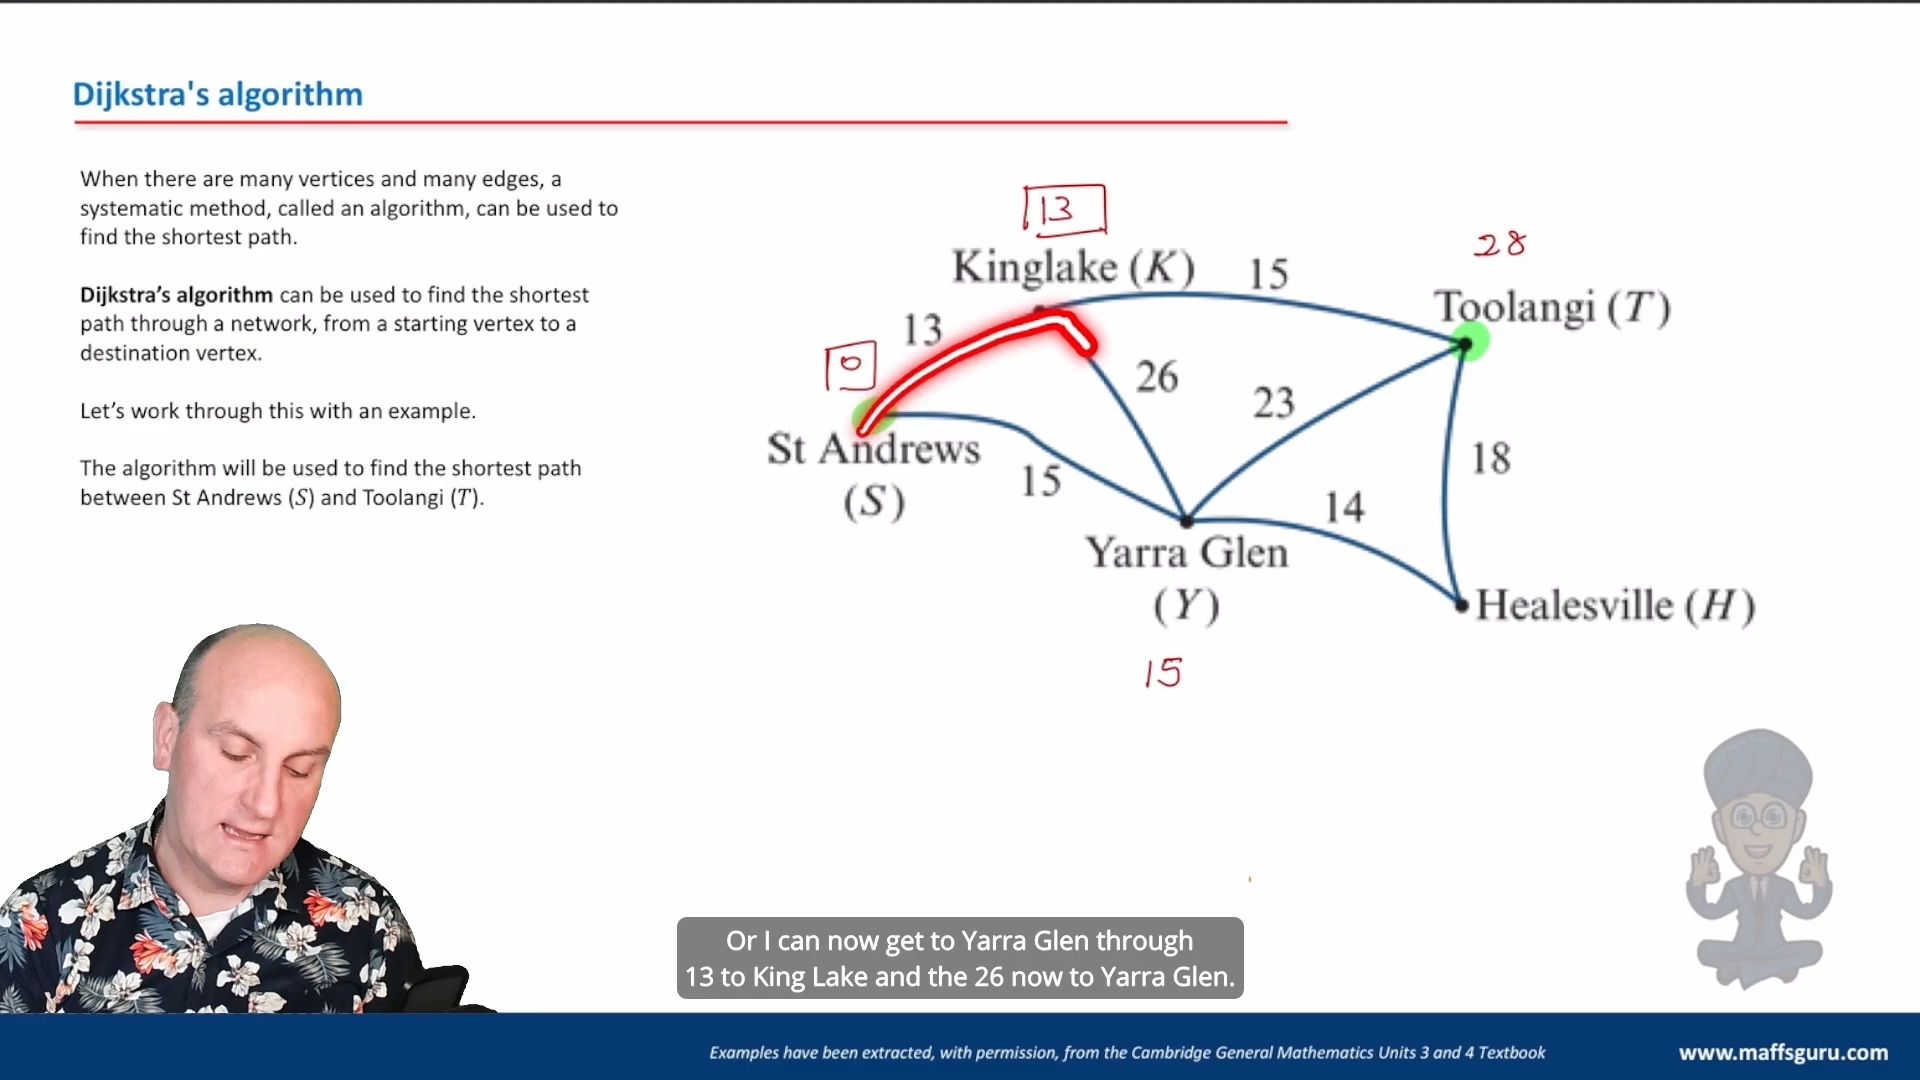 Dijkstra's algorithm
When there are many vertices and many edges, a
systematic method, called an algorithm, can be used to
find the shortest path.
Dijkstra's algorithm can be used to find the shortest
path through a network, from a starting vertex to a
destination vertex.
Let's work through this with an example.
The algorithm will be used to find the shortest path
between St Andrews (S) and Toolangi (T).
13
28
Kinglake (K)
15
Toolangi (T)
13
0
26
23
St Andrews
(S)
15
18
14
Yarra Glen
(Y)
Healesville (H)
15
Or I can now get to Yarra Glen through
13 to King Lake and the 26 now to Yarra Glen.
Examples have been extracted, with permission, from the Cambridge General Mathematics Units 3 and 4 Textbook
www.maffsguru.com